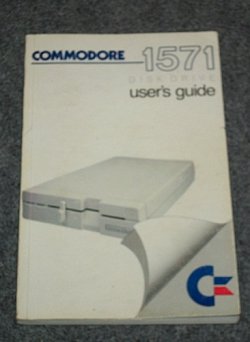 COMMODORE 1571
DISK DRIVE
user's guide